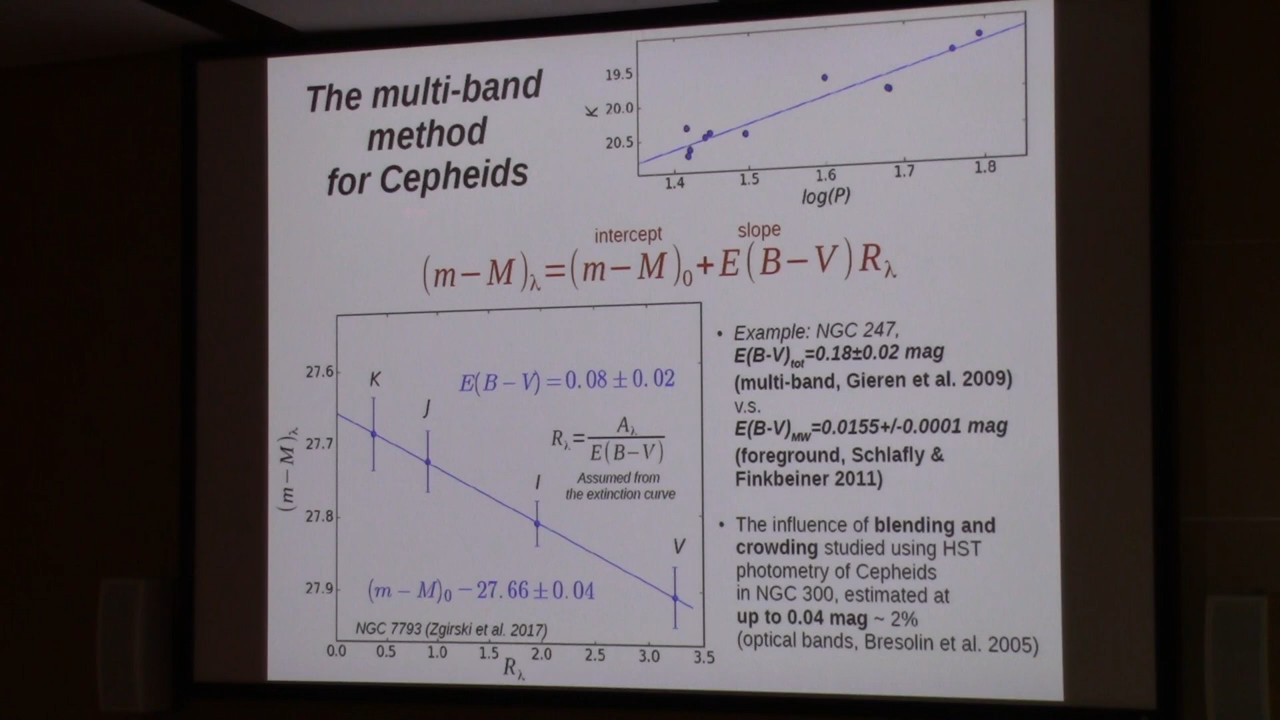 The multi-band
method
for Cepheids
K
19.5
20.0
20.5
1.4 1.5 1.6 1.7 1.8
log(P)
intercept slope
(m−M)λ=(m−M)0+E(B−V)Rλ
(m−M)λ
27.6
27.7
27.8
27.9
K
J
I
V
E(B−V)=0.08±0.02
Rλ=Aλ/E(B−V)
Assumed from
the extinction curve
(m−M)0−27.66±0.04
NGC 7793 (Zgirski et al. 2017)
0.0 0.5 1.0 1.5 2.0 2.5 3.0 3.5
Rλ
• Example: NGC 247,
E(B-V)tot=0.18±0.02 mag
(multi-band, Gieren et al. 2009)
v.s.
E(B-V)MW=0.0155+/-0.0001 mag
(foreground, Schlafly &
Finkbeiner 2011)
• The influence of blending and
crowding studied using HST
photometry of Cepheids
in NGC 300, estimated at
up to 0.04 mag ~ 2%
(optical bands, Bresolin et al. 2005)